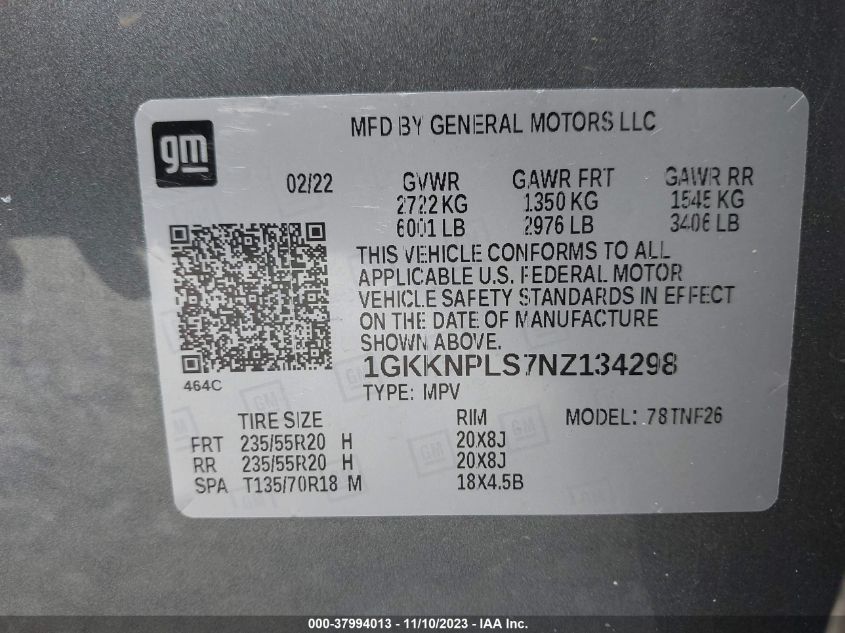 MFD BY GENERAL MOTORS LLC
gm
02/22 GVWR GAWR FRT GAWR RR
2722 KG 1350 KG 1545 KG
6001 LB 2976 LB 3406 LB
THIS VEHICLE CONFORMS TO ALL
APPLICABLE U.S. FEDERAL MOTOR
VEHICLE SAFETY STANDARDS IN EFFECT
ON THE DATE OF MANUFACTURE
SHOWN ABOVE.
464C
1GKKNPLS7NZ134298
TYPE: MPV
TIRE SIZE RIM MODEL: 78TNF26
FRT 235/55R20 H 20X8J
RR 235/55R20 H 20X8J
SPA T135/70R18 M 18X4.5B
000-37994013 - 11/10/2023 - COPYRIGHT © IAA, LLC.